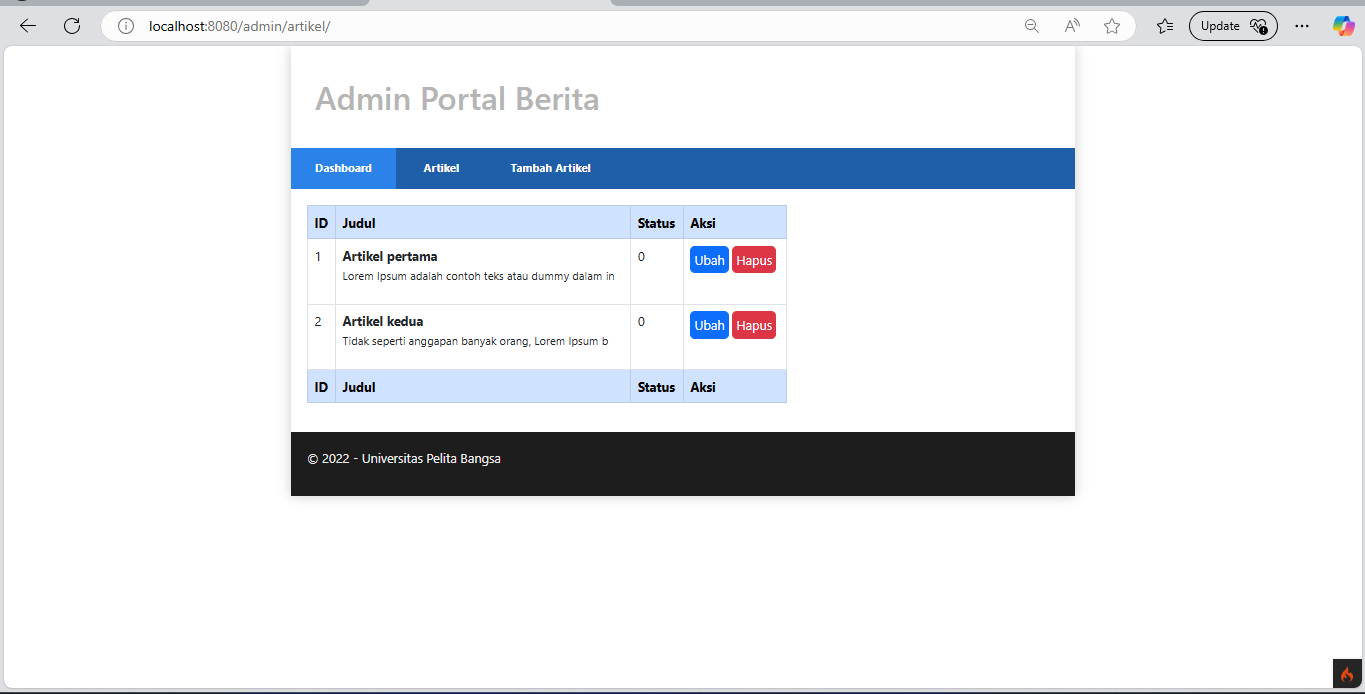 localhost:8080/admin/artikel/
Update
Admin Portal Berita
Dashboard Artikel Tambah Artikel
ID Judul Status Aksi
1 Artikel pertama 0 Ubah Hapus
Lorem Ipsum adalah contoh teks atau dummy dalam in
2 Artikel kedua 0 Ubah Hapus
Tidak seperti anggapan banyak orang, Lorem Ipsum b
ID Judul Status Aksi
© 2022 - Universitas Pelita Bangsa